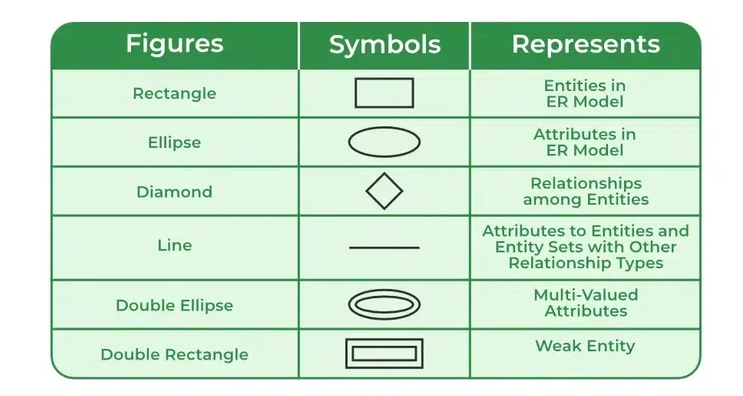 Figures
Symbols
Represents
Rectangle
Entities in
ER Model
Ellipse
Attributes in
ER Model
Diamond
Relationships
among Entities
Line
Attributes to Entities and
Entity Sets with Other
Relationship Types
Double Ellipse
Multi-Valued
Attributes
Double Rectangle
Weak Entity